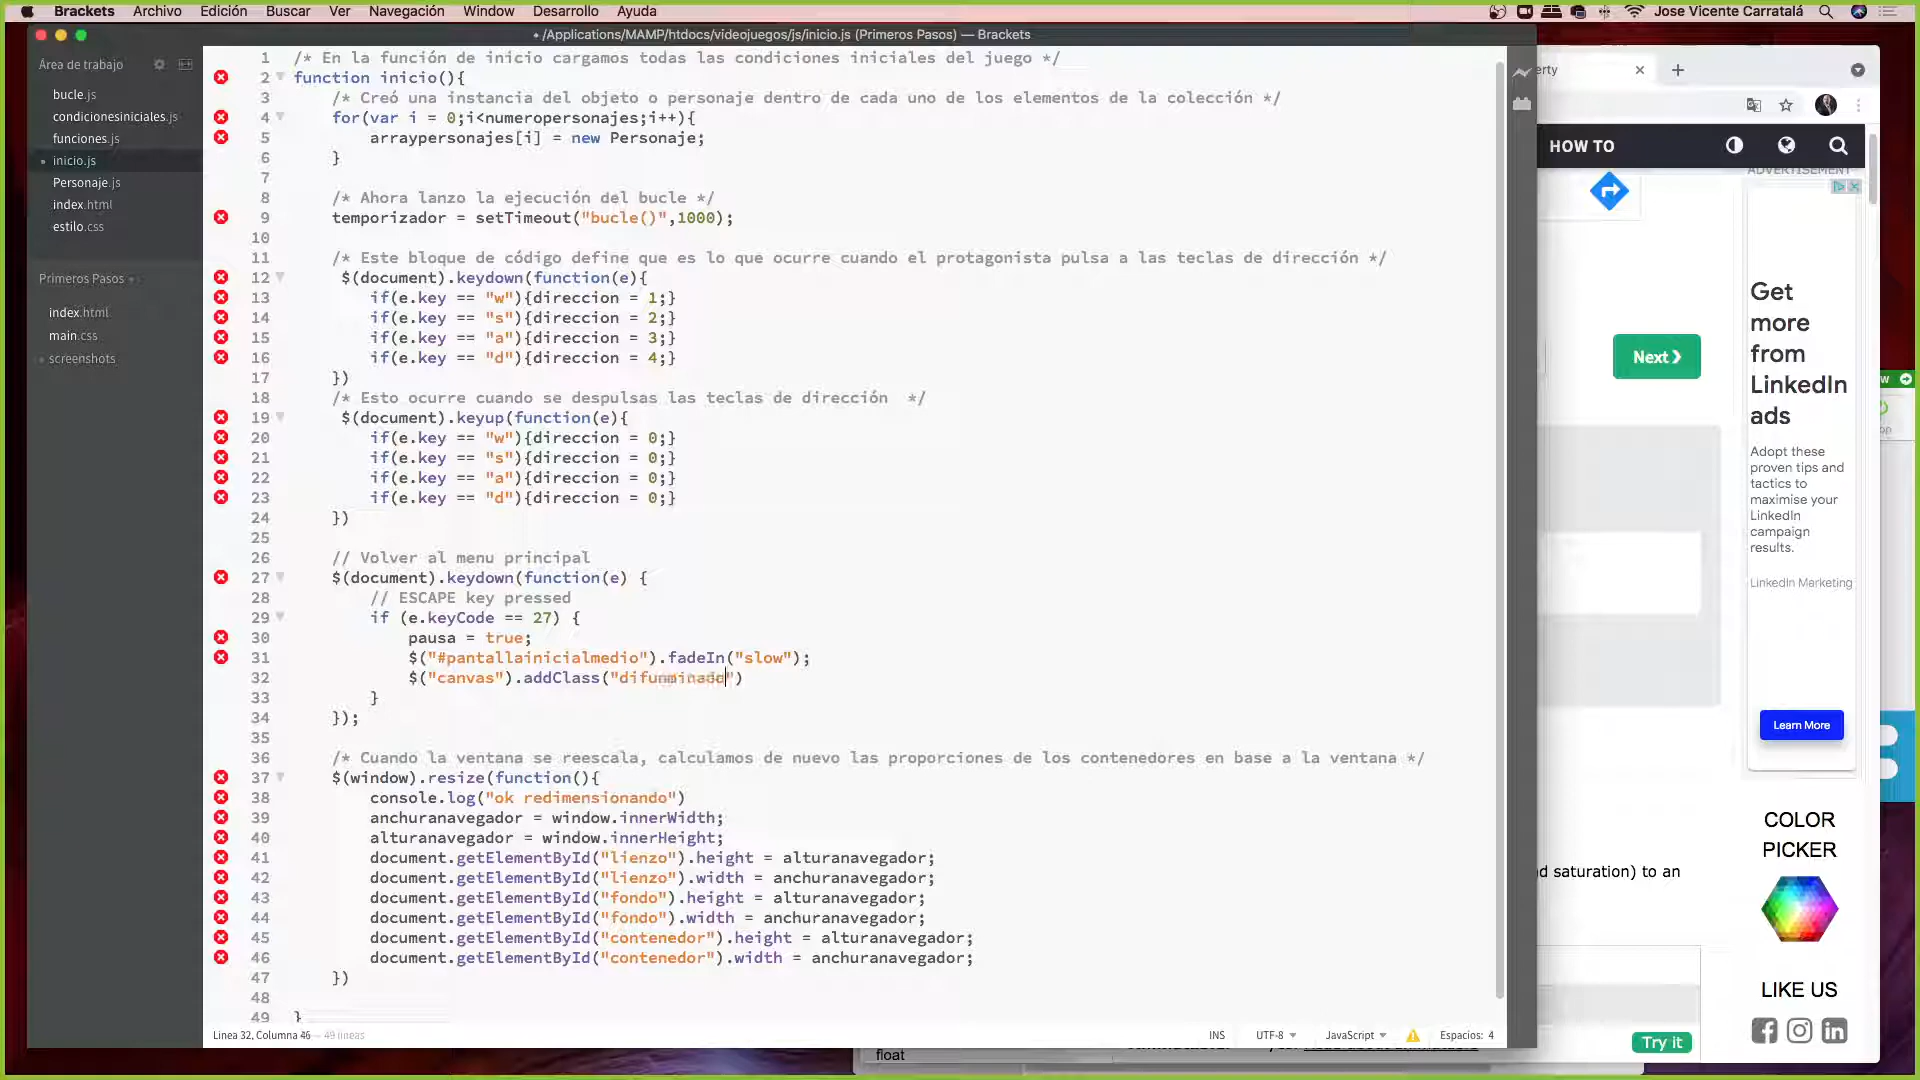 Brackets Archivo Edición Buscar Ver Navegación Window Desarrollo Ayuda Jose Vicente Carratalá
• /Applications/MAMP/htdocs/videojuegos/js/inicio.js (Primeros Pasos) — Brackets
Área de trabajo
bucle.js
condicionesiniciales.js
funciones.js
inicio.js
Personaje.js
index.html
estilo.css
Primeros Pasos
index.html
main.css
screenshots
1 /* En la función de inicio cargamos todas las condiciones iniciales del juego */
2 function inicio(){
3 /* Creó una instancia del objeto o personaje dentro de cada uno de los elementos de la colección */
4 for(var i = 0;i<numeropersonajes;i++){
5 arraypersonajes[i] = new Personaje;
6 }
7
8 /* Ahora lanzo la ejecución del bucle */
9 temporizador = setTimeout("bucle()",1000);
10
11 /* Este bloque de código define que es lo que ocurre cuando el protagonista pulsa a las teclas de dirección */
12 $(document).keydown(function(e){
13 if(e.key == "w"){direccion = 1;}
14 if(e.key == "s"){direccion = 2;}
15 if(e.key == "a"){direccion = 3;}
16 if(e.key == "d"){direccion = 4;}
17 })
18 /* Esto ocurre cuando se despulsas las teclas de dirección */
19 $(document).keyup(function(e){
20 if(e.key == "w"){direccion = 0;}
21 if(e.key == "s"){direccion = 0;}
22 if(e.key == "a"){direccion = 0;}
23 if(e.key == "d"){direccion = 0;}
24 })
25
26 // Volver al menu principal
27 $(document).keydown(function(e) {
28 // ESCAPE key pressed
29 if (e.keyCode == 27) {
30 pausa = true;
31 $("#pantallainicialmedio").fadeIn("slow");
32 $("canvas").addClass("
33 }
34 });
35
36 /* Cuando la ventana se reescala, calculamos de nuevo las proporciones de los contenedores en base a la ventana */
37 $(window).resize(function(){
38 console.log("ok redimensionando")
39 anchuranavegador = window.innerWidth;
40 alturanavegador = window.innerHeight;
41 document.getElementById("lienzo").height = alturanavegador;
42 document.getElementById("lienzo").width = anchuranavegador;
43 document.getElementById("fondo").height = alturanavegador;
44 document.getElementById("fondo").width = anchuranavegador;
45 document.getElementById("contenedor").height = alturanavegador;
46 document.getElementById("contenedor").width = anchuranavegador;
47 })
48
49 }
Línea 32, Columna 46 — 49 líneas INS UTF-8 JavaScript Espacios: 4
erty
HOW TO
ADVERTISEMENT
Next ❯
Get
more
from
LinkedIn
ads
Adopt these
proven tips and
tactics to
maximise your
LinkedIn
campaign
results.
LinkedIn Marketing
Learn More
COLOR
PICKER
d saturation) to an
LIKE US
Try it
float